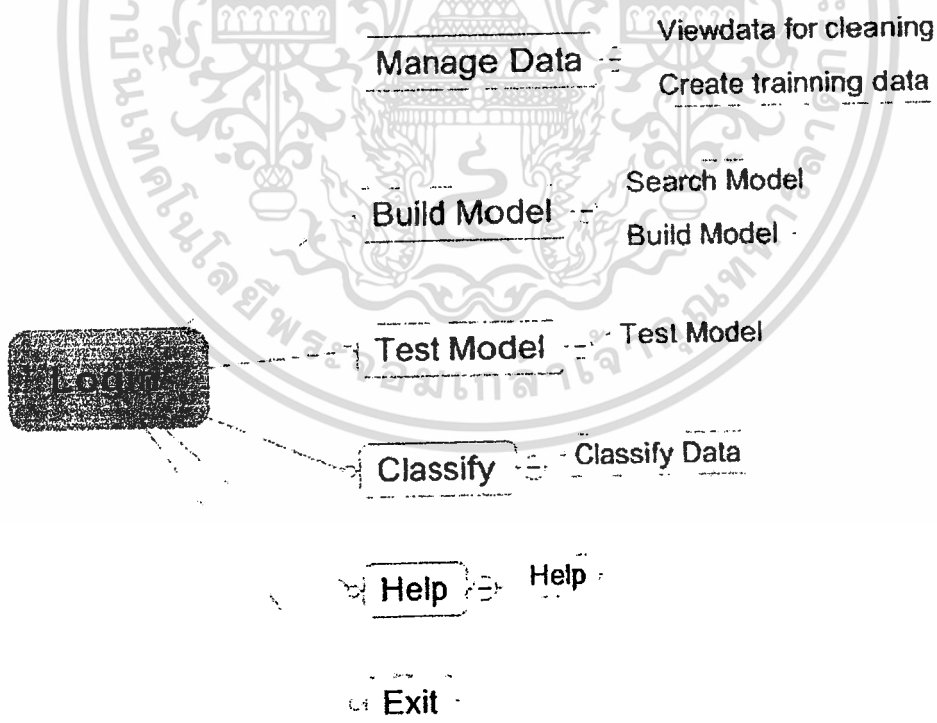 Manage Data
Viewdata for cleaning
Create trainning data
Build Model
Search Model
Build Model
Test Model
Test Model
Login
Classify
Classify Data
Help
Help
Exit